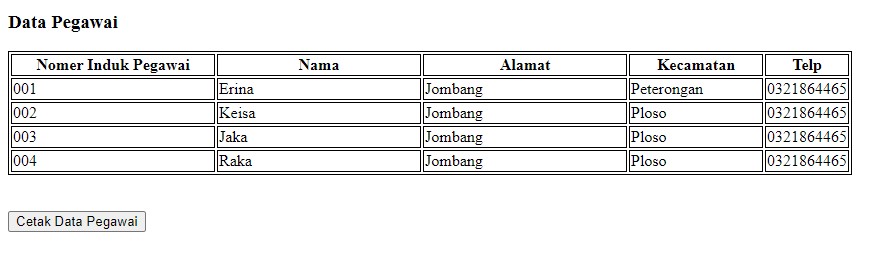 Data Pegawai
Nomer Induk Pegawai Nama Alamat Kecamatan Telp
001 Erina Jombang Peterongan 0321864465
002 Keisa Jombang Ploso 0321864465
003 Jaka Jombang Ploso 0321864465
004 Raka Jombang Ploso 0321864465
Cetak Data Pegawai